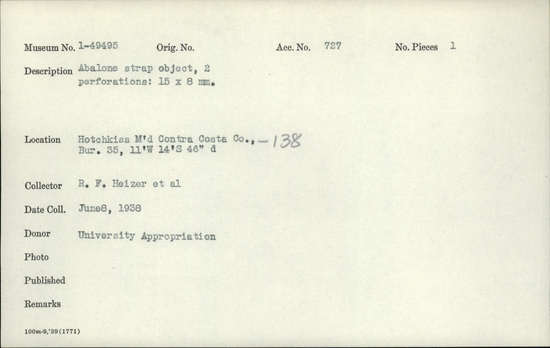 Museum No. 1-49495 Orig. No. Acc. No. 727 No. Pieces 1
Description Abalone strap object, 2
perforations: 15 x 8 mm.
Location Hotchkiss M'd Contra Costa Co., -138
Bur. 35, 11'W 14'S 46" d
Collector R. F. Heizer et al
Date Coll. June8, 1938
Donor University Appropriation
Photo
Published
Remarks
100m-9,'39(1771)